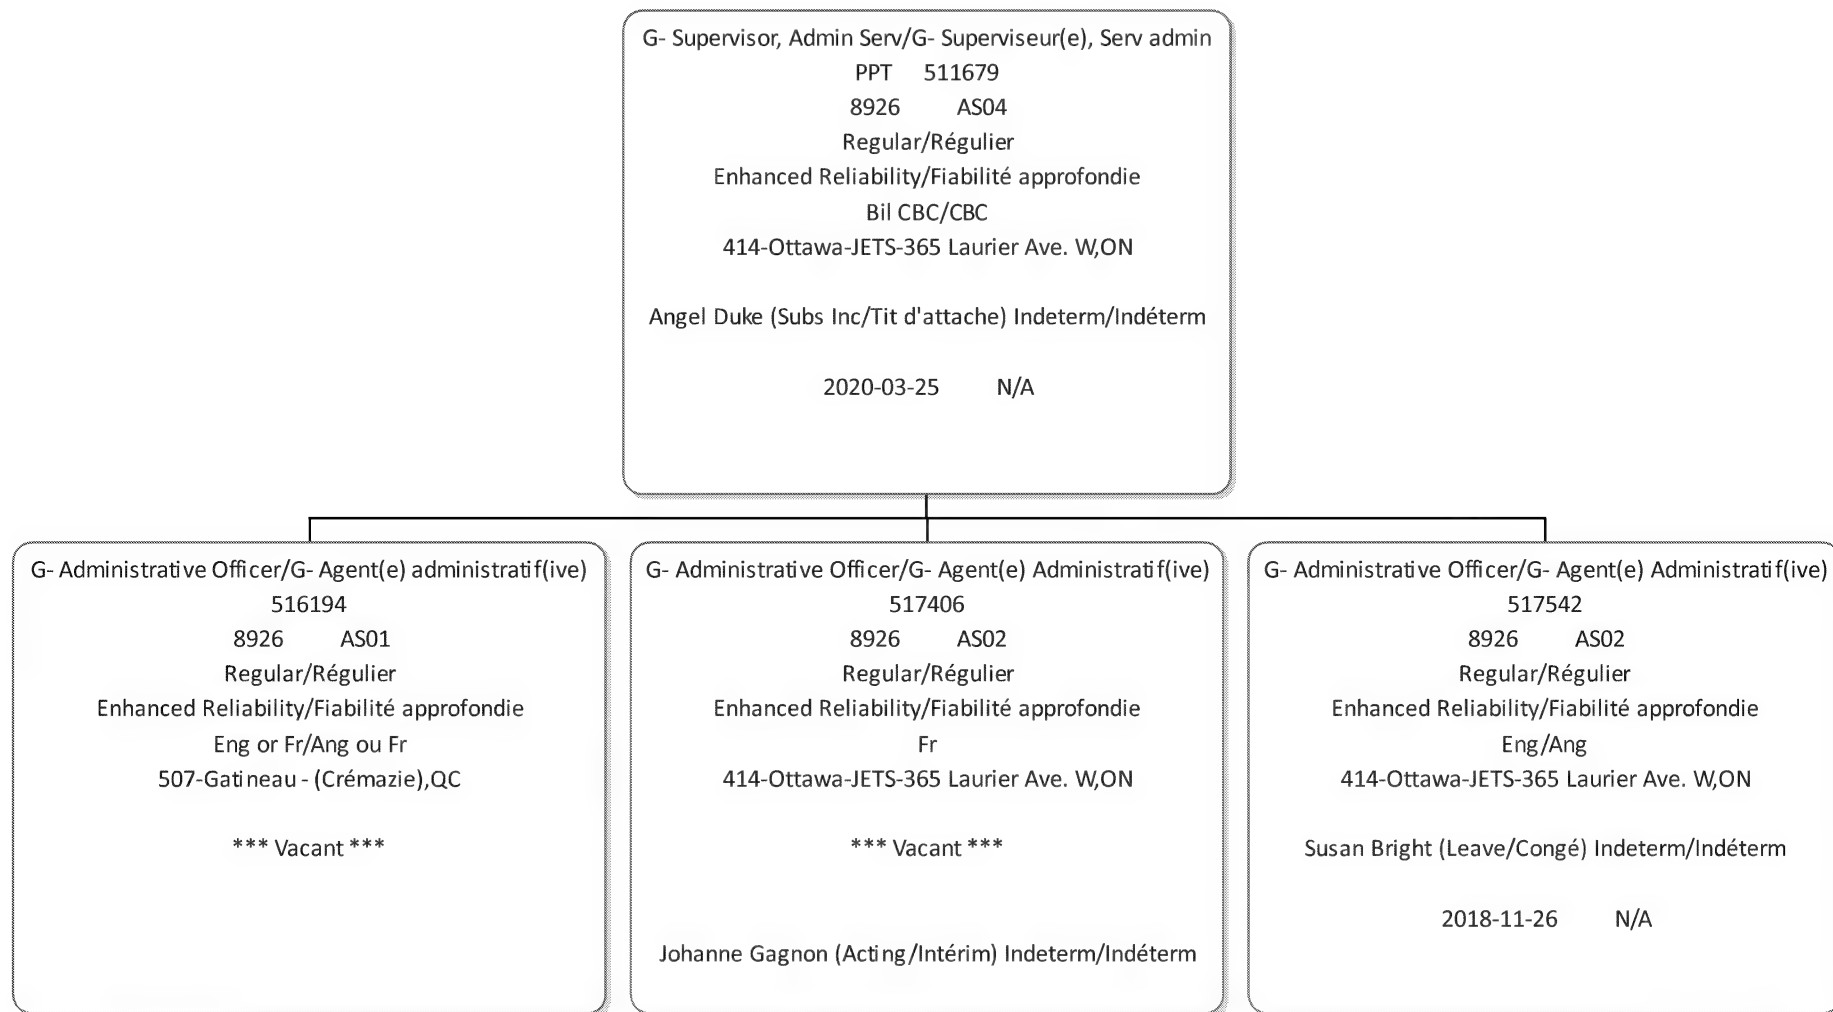 G- Supervisor, Admin Serv/G- Superviseur(e), Serv admin
PPT 511679
8926 AS04
Regular/Régulier
Enhanced Reliability/Fiabilité approfondie
Bil CBC/CBC
414-Ottawa-JETS-365 Laurier Ave. W,ON
Angel Duke (Subs Inc/Tit d'attache) Indeterm/Indéterm
2020-03-25 N/A
G- Administrative Officer/G- Agent(e) administratif(ive)
516194
8926 AS01
Regular/Régulier
Enhanced Reliability/Fiabilité approfondie
Eng or Fr/Ang ou Fr
507-Gatineau - (Crémazie),QC
*** Vacant ***
G- Administrative Officer/G- Agent(e) Administratif(ive)
517406
8926 AS02
Regular/Régulier
Enhanced Reliability/Fiabilité approfondie
Fr
414-Ottawa-JETS-365 Laurier Ave. W,ON
*** Vacant ***
Johanne Gagnon (Acting/Intérim) Indeterm/Indéterm
G- Administrative Officer/G- Agent(e) Administratif(ive)
517542
8926 AS02
Regular/Régulier
Enhanced Reliability/Fiabilité approfondie
Eng/Ang
414-Ottawa-JETS-365 Laurier Ave. W,ON
Susan Bright (Leave/Congé) Indeterm/Indéterm
2018-11-26 N/A